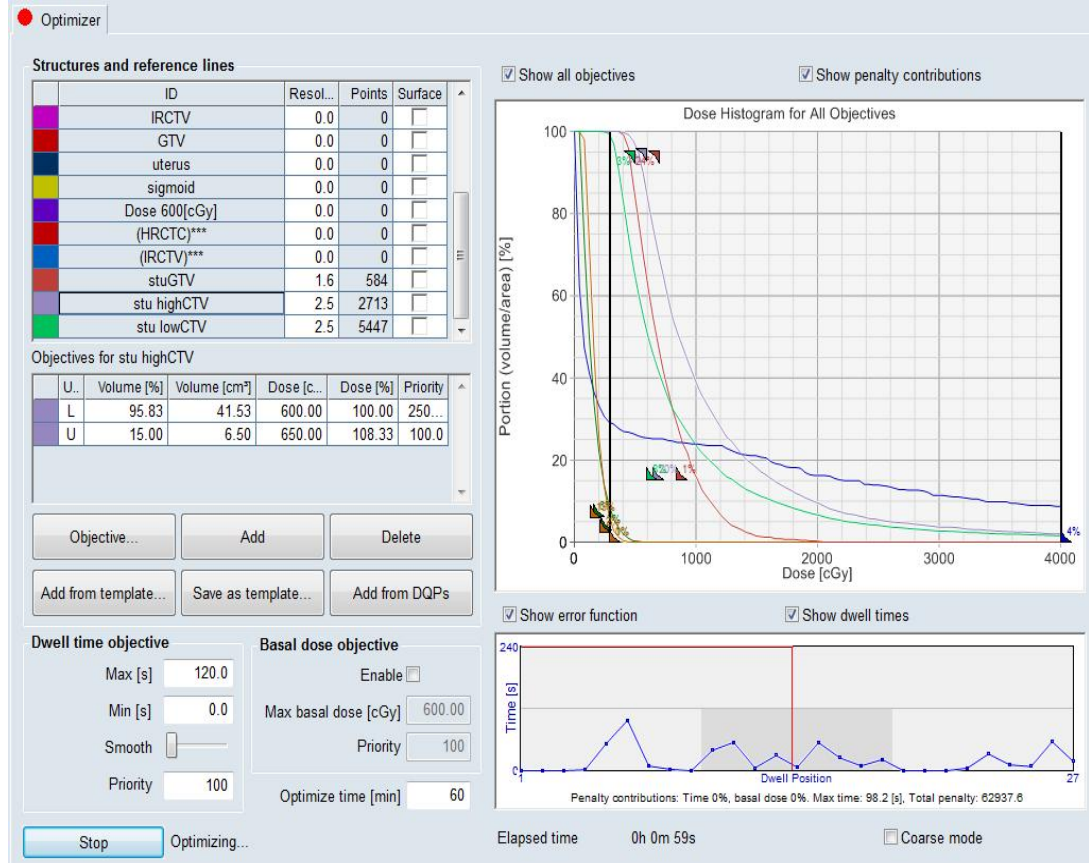 Optimizer
Structures and reference lines
ID Resol... Points Surface
IRCTV 0.0 0
GTV 0.0 0
uterus 0.0 0
sigmoid 0.0 0
Dose 600[cGy] 0.0 0
(HRCTC)*** 0.0 0
(IRCTV)*** 0.0 0
stuGTV 1.6 584
stu highCTV 2.5 2713
stu lowCTV 2.5 5447
Objectives for stu highCTV
U.. Volume [%] Volume [cm³] Dose [c... Dose [%] Priority
L 95.83 41.53 600.00 100.00 250...
U 15.00 6.50 650.00 108.33 100.0
Objective... Add Delete
Add from template... Save as template... Add from DQPs
Dwell time objective
Max [s] 120.0
Min [s] 0.0
Smooth
Priority 100
Basal dose objective
Enable
Max basal dose [cGy] 600.00
Priority 100
Optimize time [min] 60
Stop Optimizing...
Show all objectives Show penalty contributions
Dose Histogram for All Objectives
Portion (volume/area) [%]
100
80
60
40
20
0
3%
1%
4%
0 1000 2000 3000 4000
Dose [cGy]
Show error function Show dwell times
240
Time [s]
0
1 Dwell Position 27
Penalty contributions: Time 0%, basal dose 0%. Max time: 98.2 [s], Total penalty: 62937.6
Elapsed time 0h 0m 59s Coarse mode